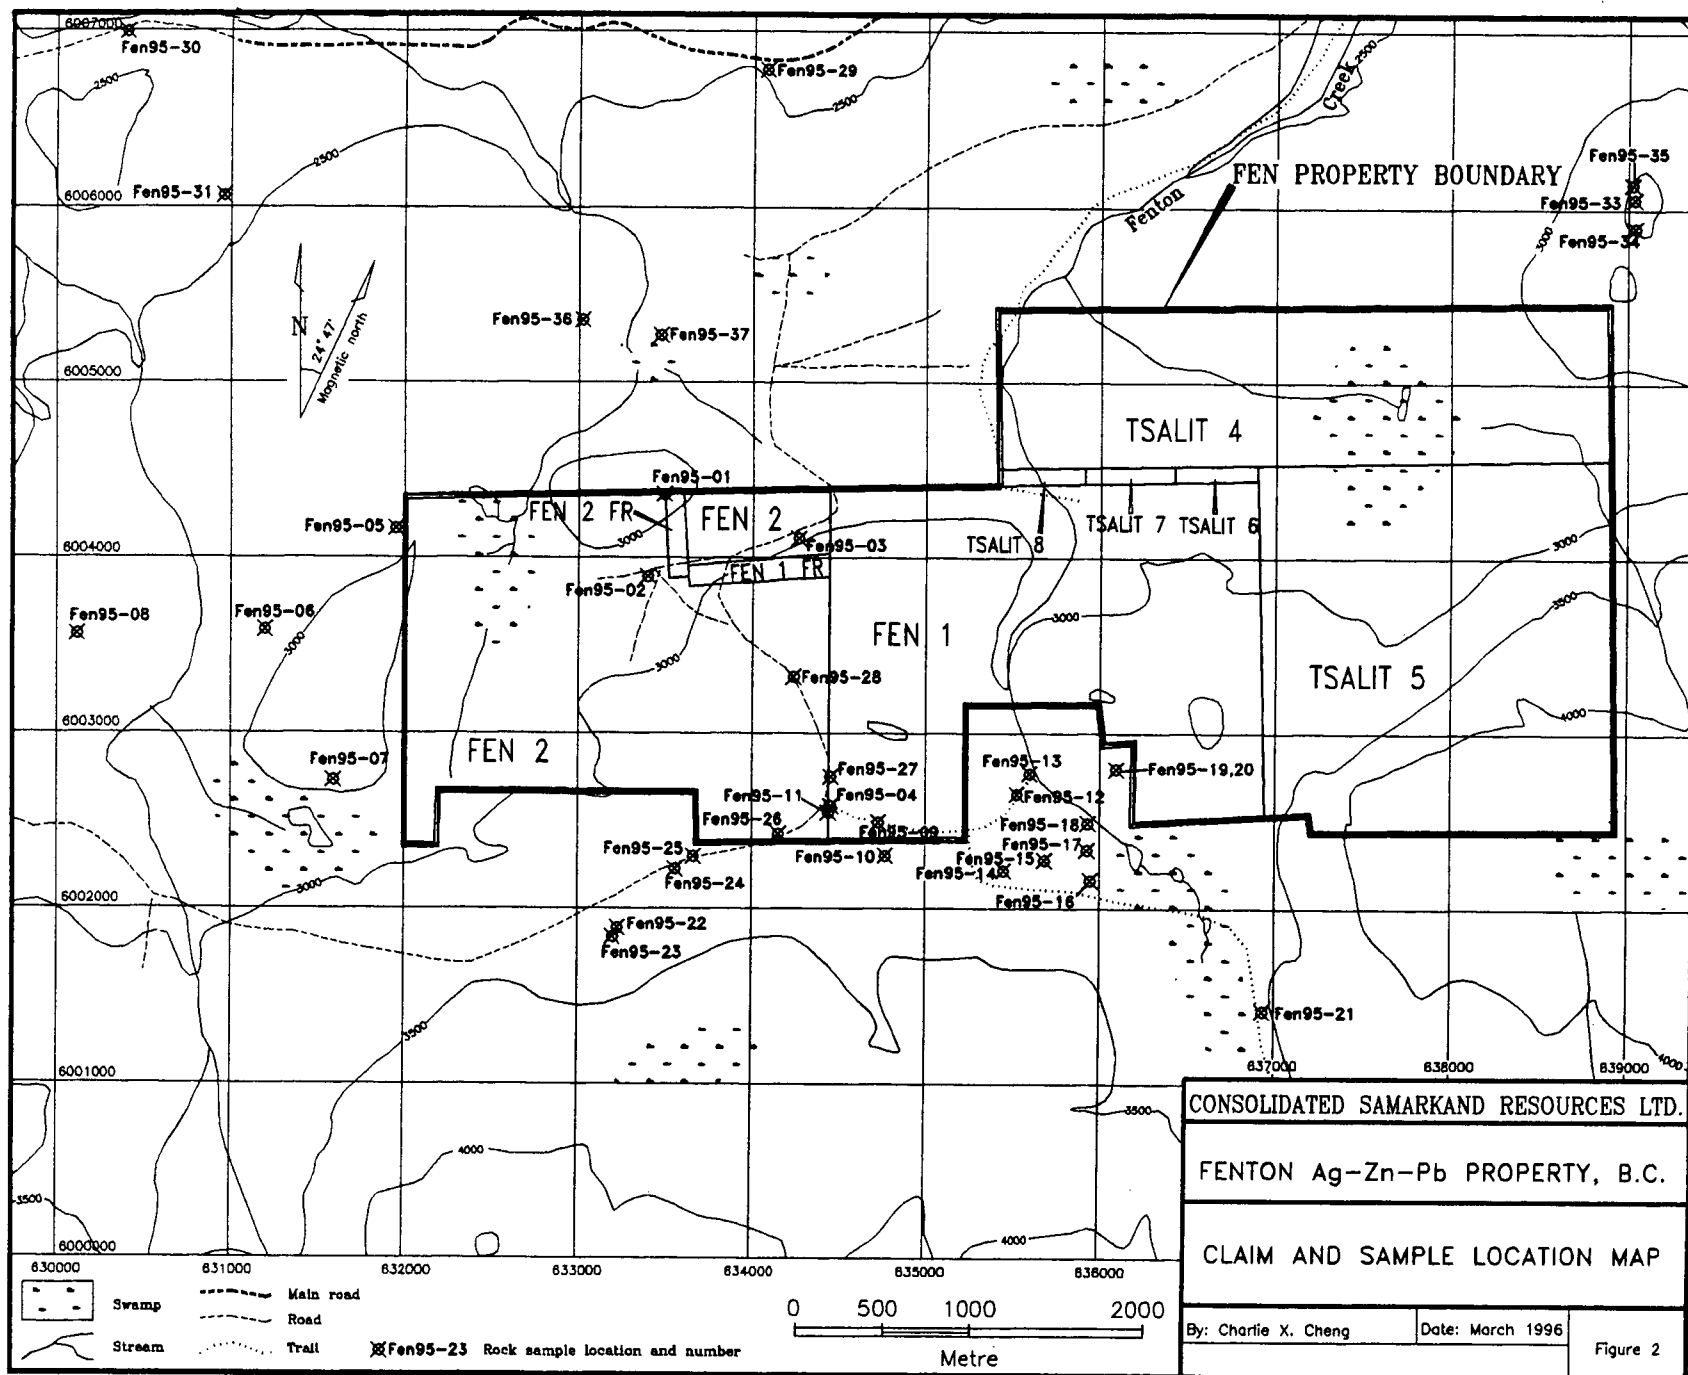 6007000
Fen95-30
Fen95-29
2500
2500
2500
2500
Creek
Fenton
FEN PROPERTY BOUNDARY
Fen95-35
Fen95-33
Fen95-34
3000
6006000
Fen95-31
N
24° 47'
Magnetic north
Fen95-36
Fen95-37
6005000
TSALIT 4
Fen95-01
FEN 2 FR
FEN 2
Fen95-05
3000
Fen95-03
TSALIT 8
TSALIT 7
TSALIT 6
3000
6004000
FEN 1 FR
Fen95-02
Fen95-08
Fen95-06
3000
3000
FEN 1
3000
3500
Fen95-28
TSALIT 5
6003000
4000
FEN 2
Fen95-07
Fen95-27
Fen95-13
Fen95-19,20
Fen95-11
Fen95-04
Fen95-12
Fen95-26
Fen95-09
Fen95-18
Fen95-25
Fen95-10
Fen95-17
Fen95-15
Fen95-14
Fen95-24
3000
Fen95-16
6002000
Fen95-22
Fen95-23
3500
Fen95-21
4000
6001000
637000
638000
639000
3500
4000
3500
4000
6000000
630000
631000
632000
633000
634000
635000
636000
Swamp
Main road
Road
Stream
Trail
Fen95-23 Rock sample location and number
0 500 1000 2000
Metre
CONSOLIDATED SAMARKAND RESOURCES LTD.
FENTON Ag-Zn-Pb PROPERTY, B.C.
CLAIM AND SAMPLE LOCATION MAP
By: Charlie X. Cheng
Date: March 1996
Figure 2